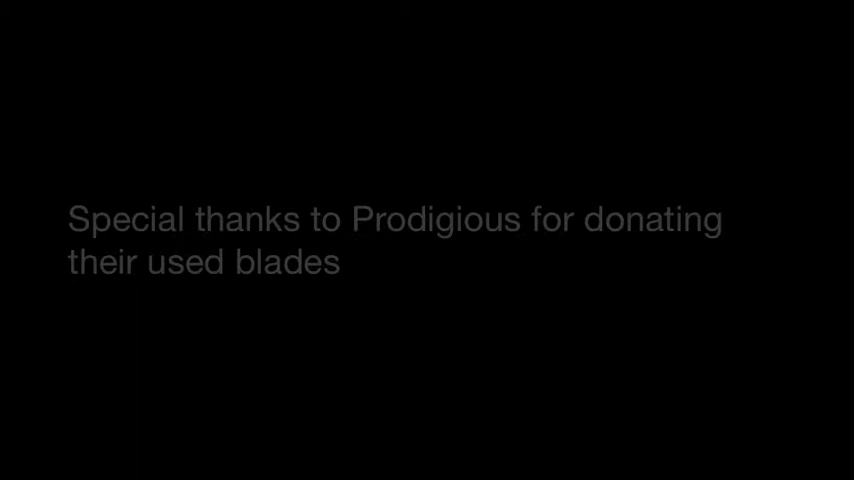 Special thanks to Prodigious for donating
their used blades